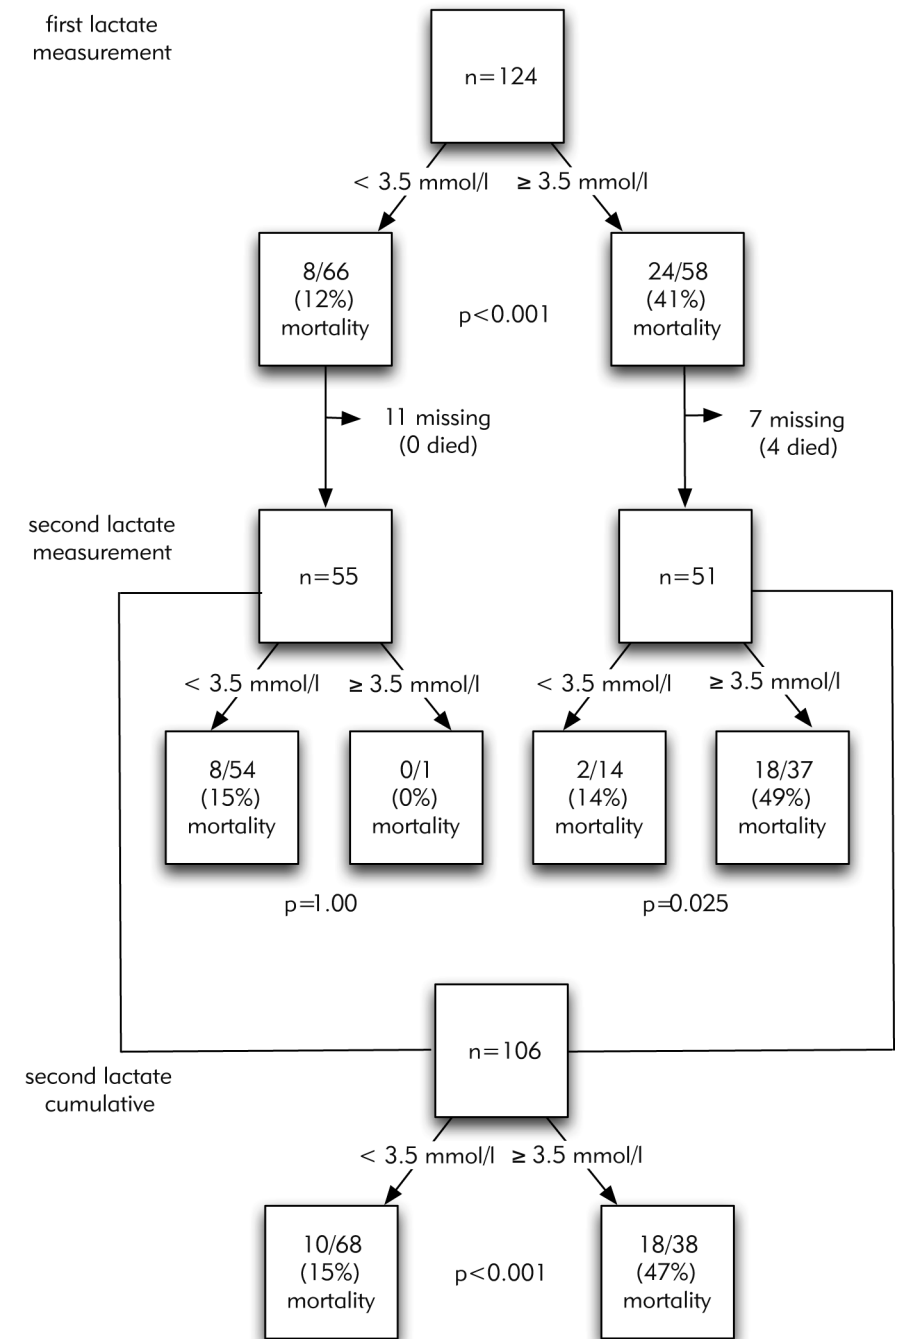 first lactate
measurement
n=124
< 3.5 mmol/l
≥ 3.5 mmol/l
8/66
(12%)
mortality
p<0.001
24/58
(41%)
mortality
11 missing
(0 died)
7 missing
(4 died)
second lactate
measurement
n=55
n=51
< 3.5 mmol/l
≥ 3.5 mmol/l
< 3.5 mmol/l
≥ 3.5 mmol/l
8/54
(15%)
mortality
0/1
(0%)
mortality
2/14
(14%)
mortality
18/37
(49%)
mortality
p=1.00
p=0.025
n=106
second lactate
cumulative
< 3.5 mmol/l
≥ 3.5 mmol/l
10/68
(15%)
mortality
p<0.001
18/38
(47%)
mortality